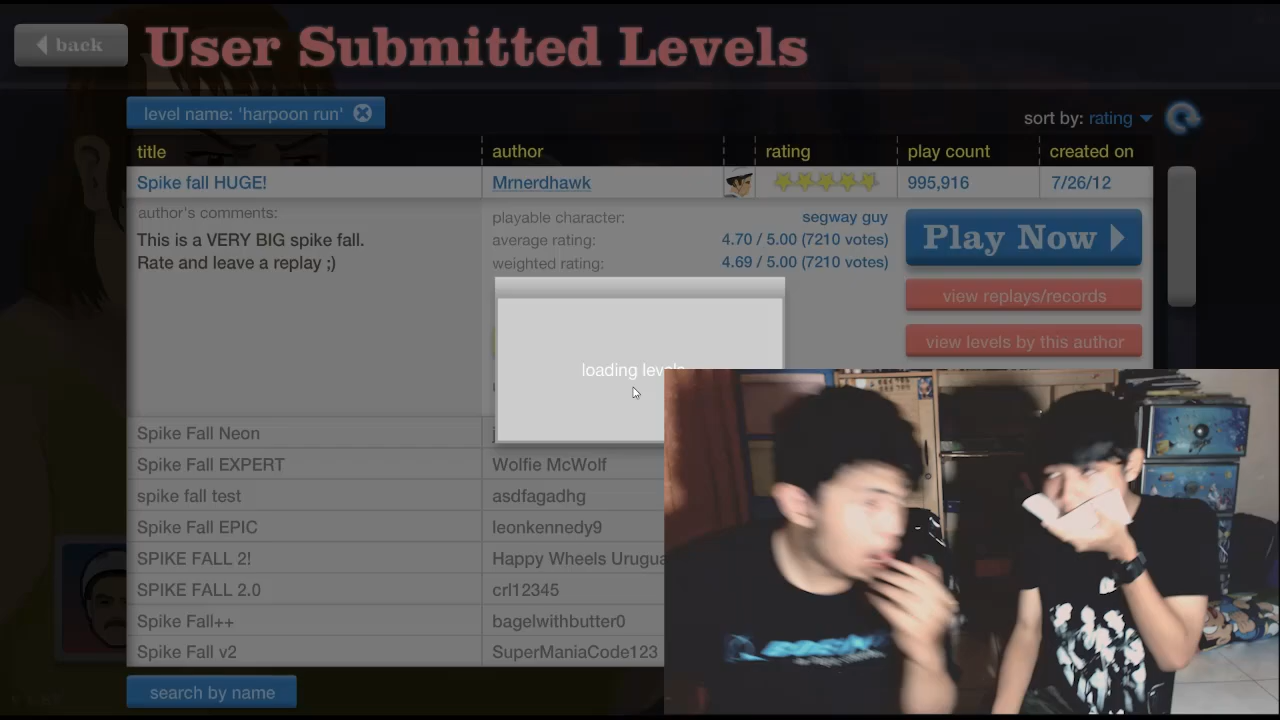 back
User Submitted Levels
level name: 'harpoon run'
sort by: rating
title author rating play count created on
Spike fall HUGE! Mrnerdhawk 995,916 7/26/12
author's comments:
This is a VERY BIG spike fall.
Rate and leave a replay ;)
playable character: segway guy
average rating: 4.70 / 5.00 (7210 votes)
weighted rating: 4.69 / 5.00 (7210 votes)
Play Now
view replays/records
view levels by this author
loading levels
Spike Fall Neon
Spike Fall EXPERT Wolfie McWolf
spike fall test asdfagadhg
Spike Fall EPIC leonkennedy9
SPIKE FALL 2! Happy Wheels Urugua
SPIKE FALL 2.0 crl12345
Spike Fall++ bagelwithbutter0
Spike Fall v2 SuperManiaCode123
search by name